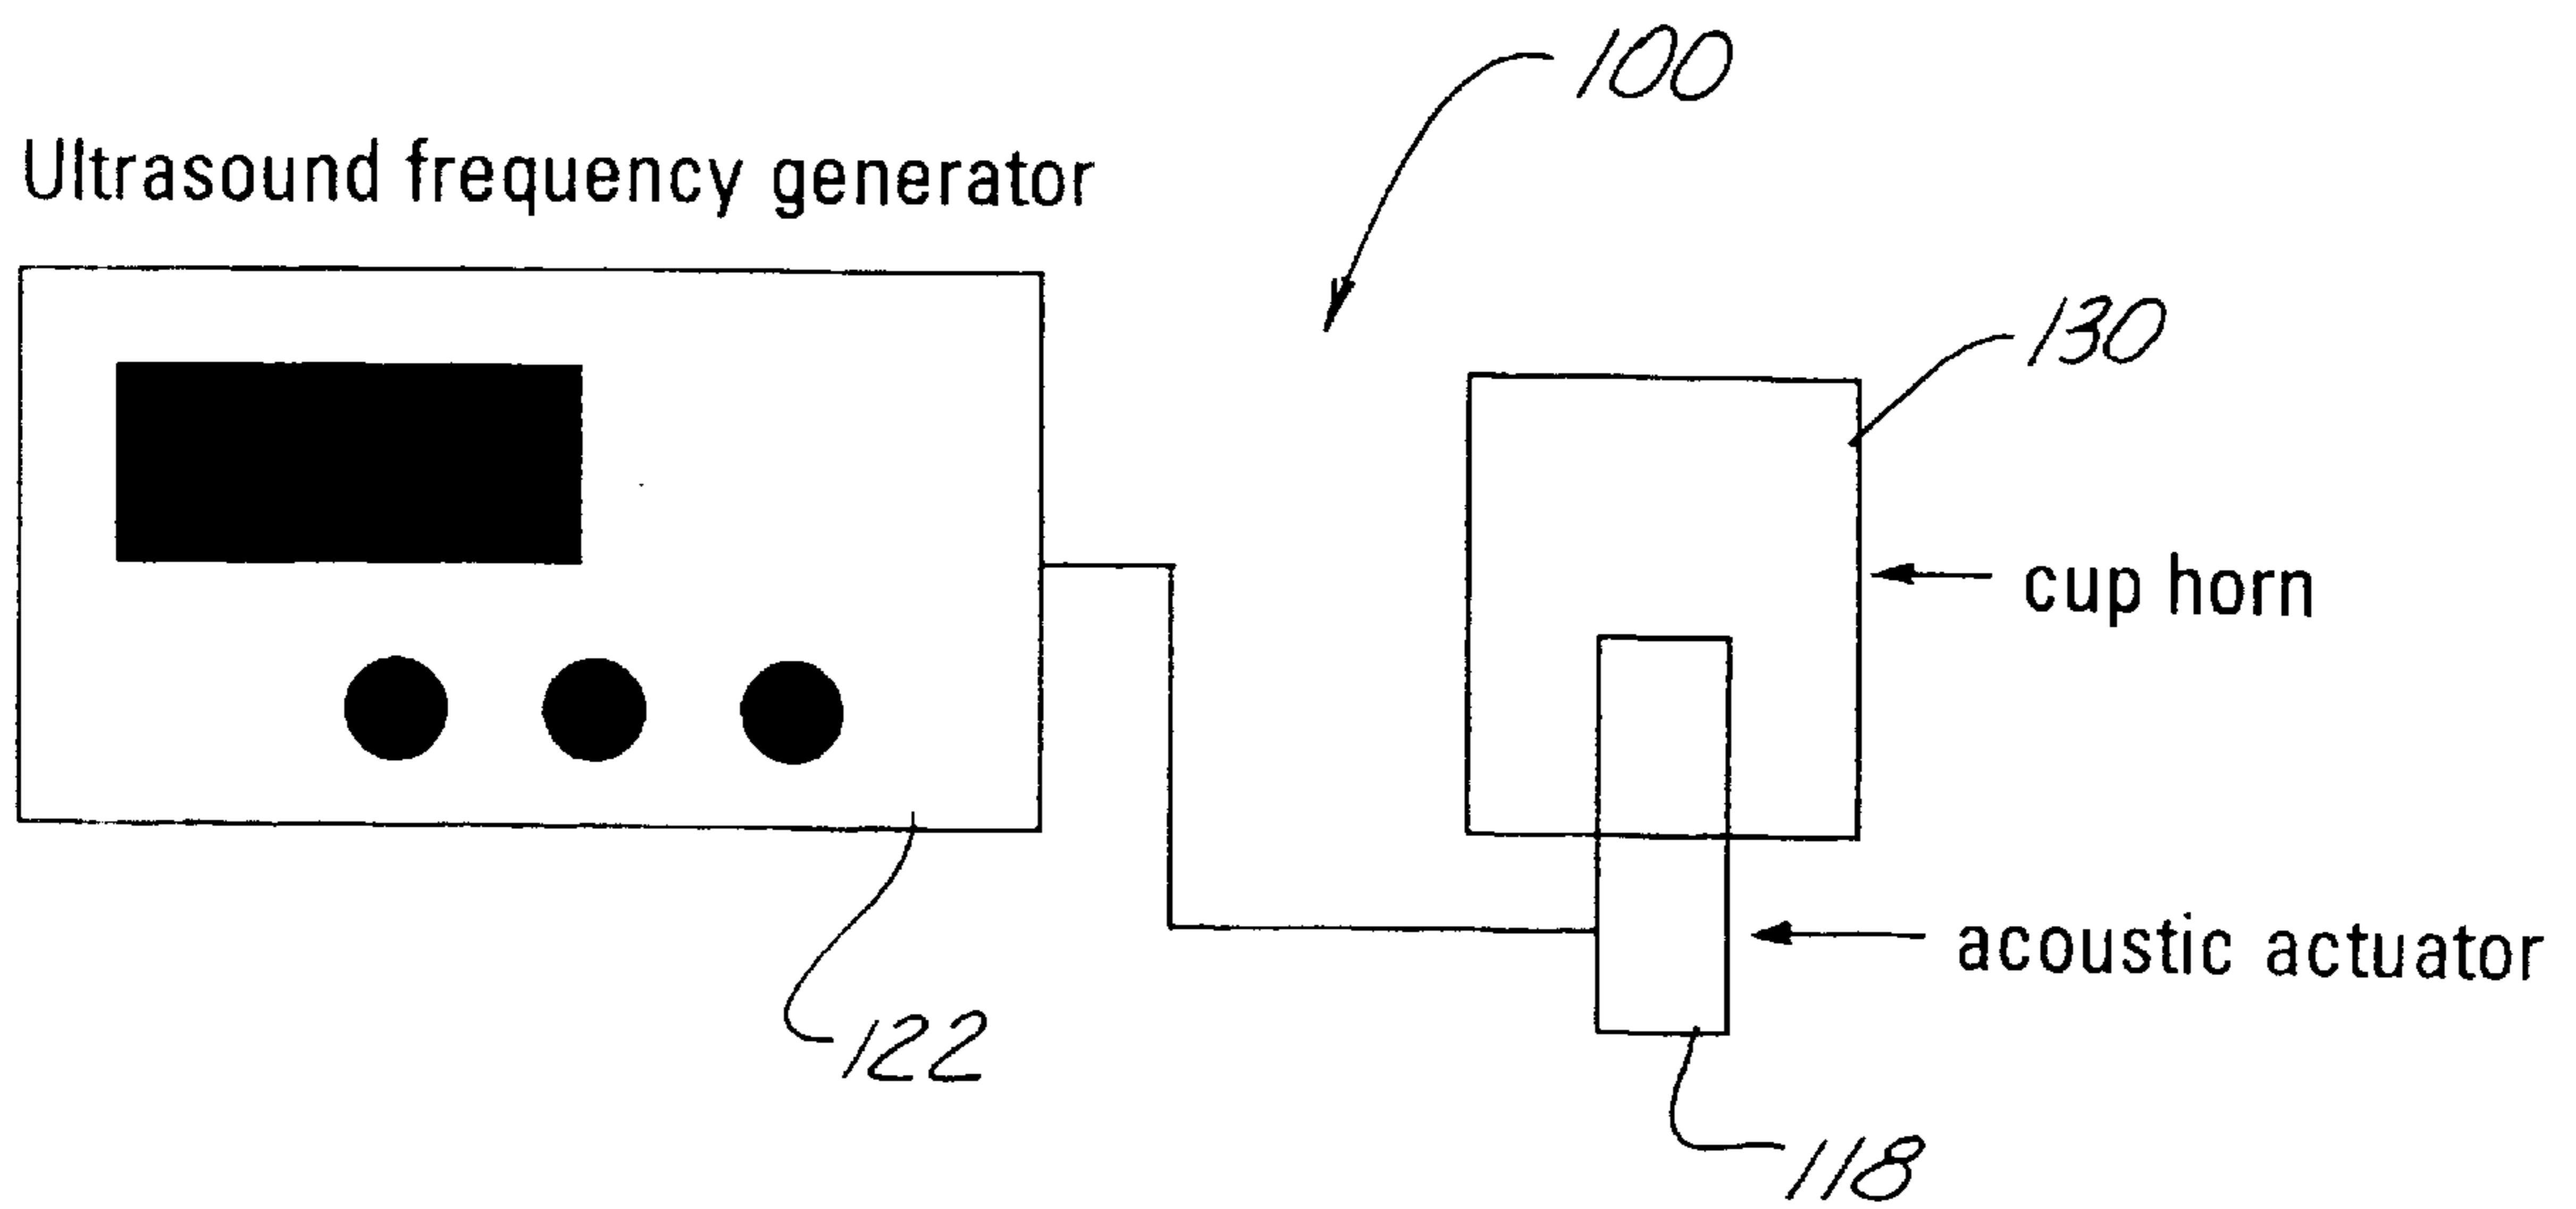 100
Ultrasound frequency generator
130
cup horn
acoustic actuator
122
118